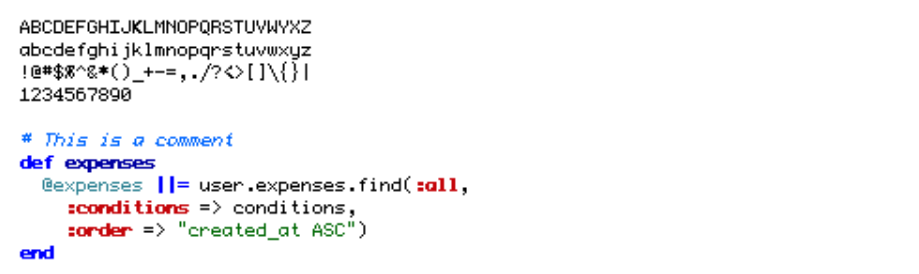 ABCDEFGHIJKLMNOPQRSTUVWYXZ
abcdefghijklmnopqrstuvwxyz
!@#$%^&*()_+-=,./?<>[]\{}|
1234567890
# This is a comment
def expenses
  @expenses ||= user.expenses.find(:all,
    :conditions => conditions,
    :order => "created_at ASC")
end